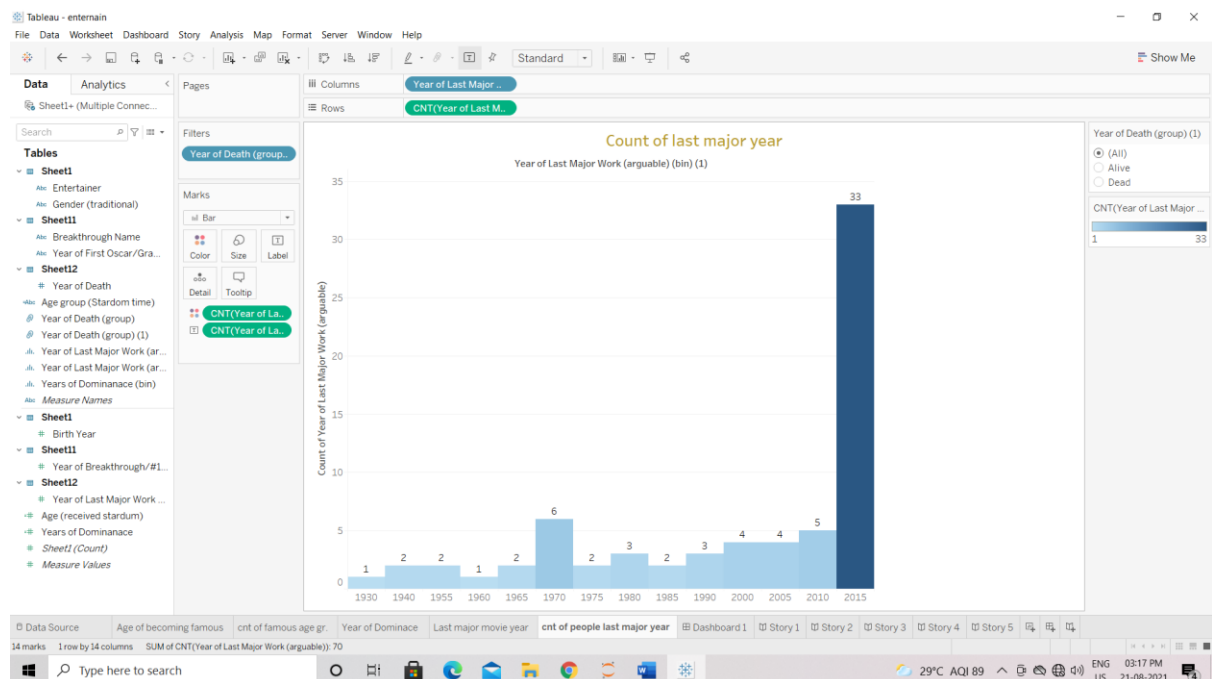 Tableau - enternain
File Data Worksheet Dashboard Story Analysis Map Format Server Window Help
Standard
Show Me
Data Analytics
Sheet1+ (Multiple Connec...
Search
Tables
Sheet1
Abc Entertainer
Abc Gender (traditional)
Sheet11
Abc Breakthrough Name
Abc Year of First Oscar/Gra...
Sheet12
# Year of Death
Abc Age group (Stardom time)
Year of Death (group)
Year of Death (group) (1)
Year of Last Major Work (ar...
Year of Last Major Work (ar...
Years of Dominanace (bin)
Abc Measure Names
Sheet1
# Birth Year
Sheet11
# Year of Breakthrough/#1...
Sheet12
# Year of Last Major Work ...
=# Age (received stardum)
=# Years of Dominanace
# Sheet1 (Count)
# Measure Values
Pages
Filters
Year of Death (group..
Marks
Bar
Color Size Label
Detail Tooltip
CNT(Year of La..
CNT(Year of La..
Columns Year of Last Major ..
Rows CNT(Year of Last M..
Count of last major year
Year of Last Major Work (arguable) (bin) (1)
Count of Year of Last Major Work (arguable)
35
30
25
20
15
10
5
0
1 2 2 1 2 6 2 3 2 3 4 4 5 33
1930 1940 1955 1960 1965 1970 1975 1980 1985 1990 2000 2005 2010 2015
Year of Death (group) (1)
(All)
Alive
Dead
CNT(Year of Last Major ...
1 33
Data Source Age of becoming famous cnt of famous age gr. Year of Dominace Last major movie year cnt of people last major year Dashboard 1 Story 1 Story 2 Story 3 Story 4 Story 5
14 marks 1 row by 14 columns SUM of CNT(Year of Last Major Work (arguable)): 70
Type here to search
29°C AQI 89
ENG
US
03:17 PM
21-08-2021
4